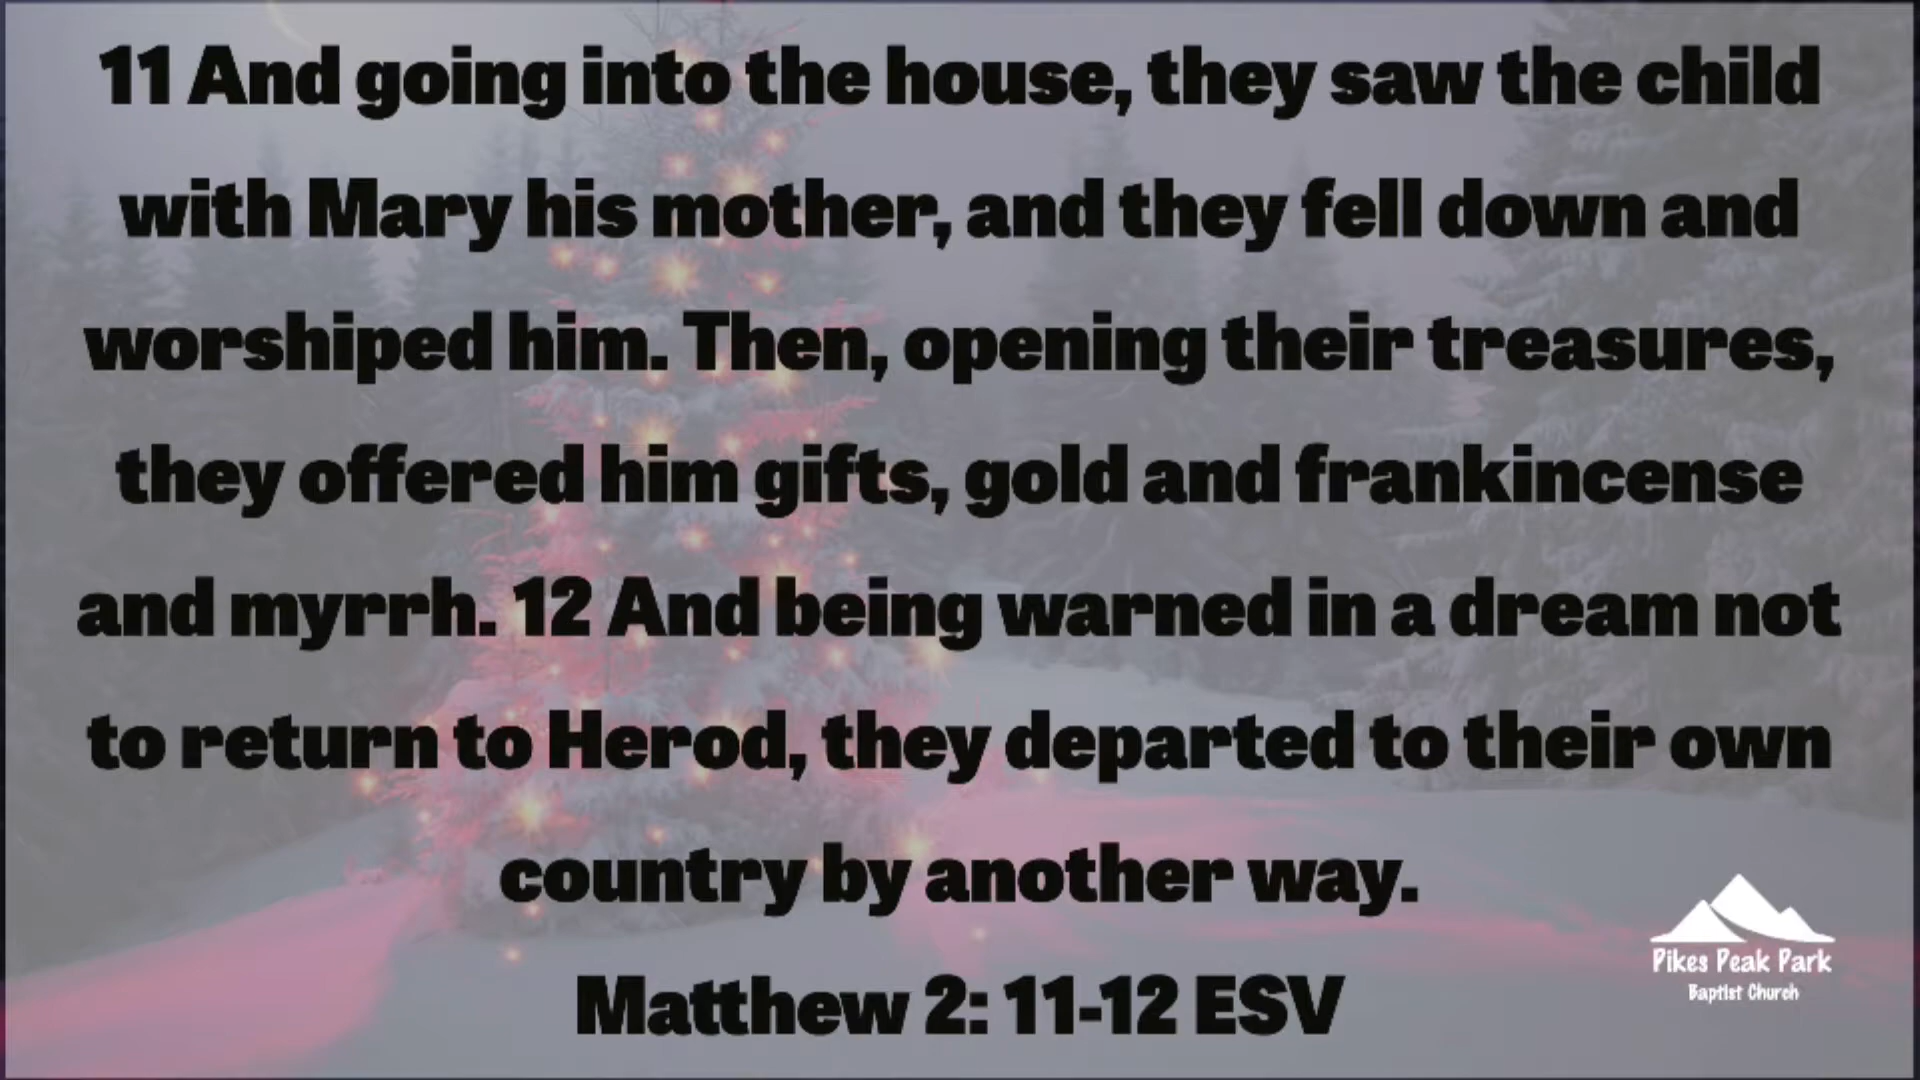 11 And going into the house, they saw the child
with Mary his mother, and they fell down and
worshiped him. Then, opening their treasures,
they offered him gifts, gold and frankincense
and myrrh. 12 And being warned in a dream not
to return to Herod, they departed to their own
country by another way.
Matthew 2: 11-12 ESV
Pikes Peak Park
Baptist Church